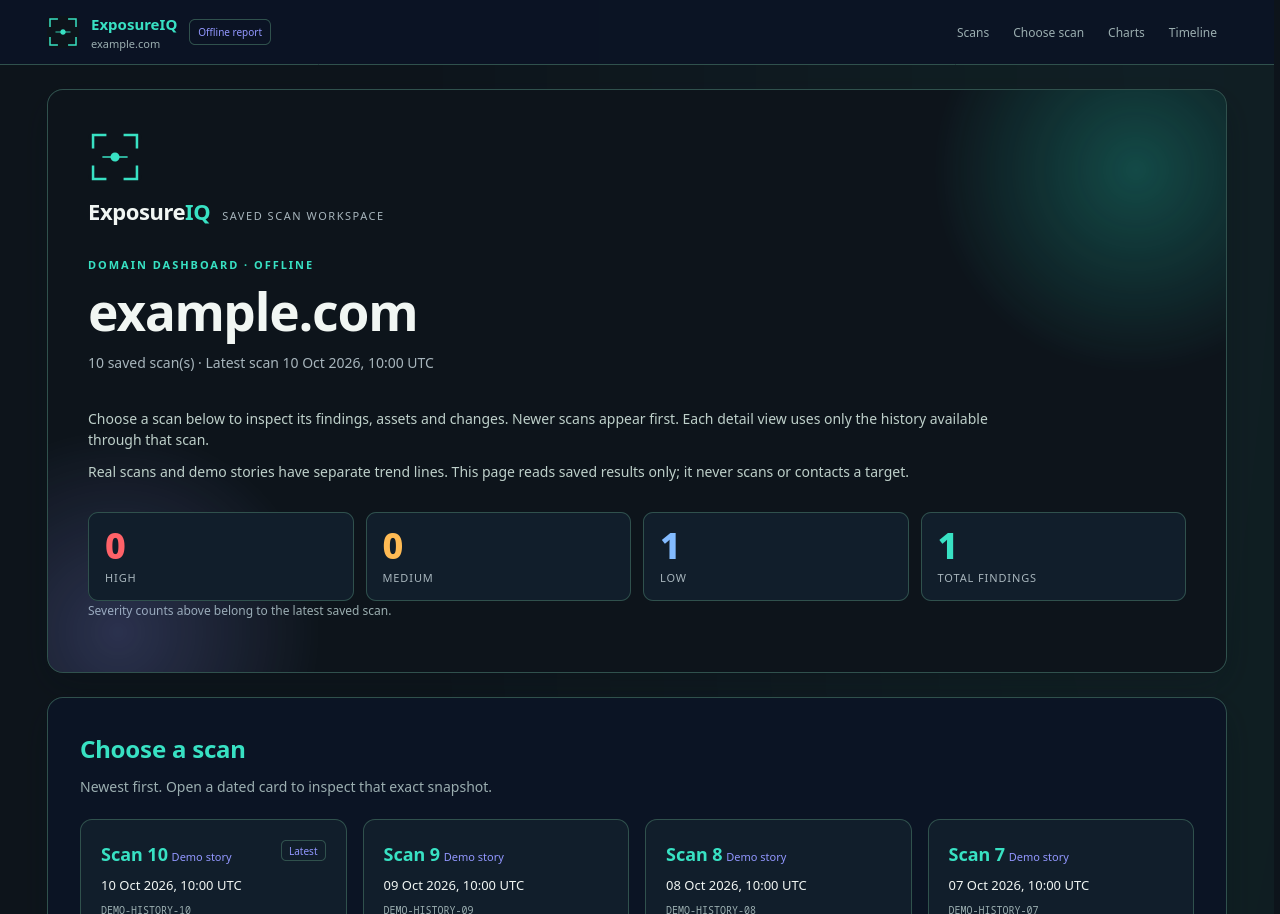 ExposureIQ
example.com
Offline report
Scans
Choose scan
Charts
Timeline
ExposureIQ SAVED SCAN WORKSPACE
DOMAIN DASHBOARD · OFFLINE
example.com
10 saved scan(s) · Latest scan 10 Oct 2026, 10:00 UTC
Choose a scan below to inspect its findings, assets and changes. Newer scans appear first. Each detail view uses only the history available
through that scan.
Real scans and demo stories have separate trend lines. This page reads saved results only; it never scans or contacts a target.
0
HIGH
0
MEDIUM
1
LOW
1
TOTAL FINDINGS
Severity counts above belong to the latest saved scan.
Choose a scan
Newest first. Open a dated card to inspect that exact snapshot.
Scan 10 Demo story
Latest
10 Oct 2026, 10:00 UTC
DEMO-HISTORY-10
Scan 9 Demo story
09 Oct 2026, 10:00 UTC
DEMO-HISTORY-09
Scan 8 Demo story
08 Oct 2026, 10:00 UTC
DEMO-HISTORY-08
Scan 7 Demo story
07 Oct 2026, 10:00 UTC
DEMO-HISTORY-07